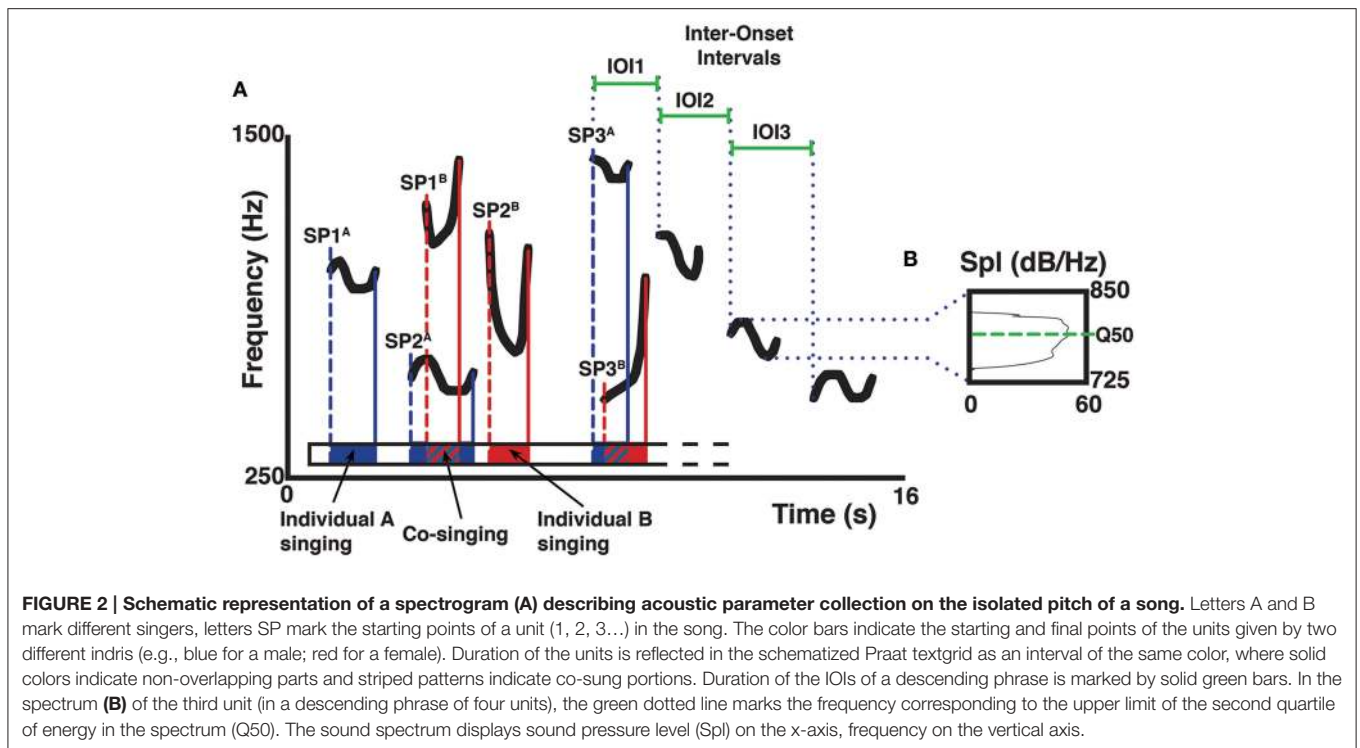 Inter-Onset
Intervals
A
IOI1
IOI2
IOI3
1500
SP3A
SP1B
SP2B
SP1A
SP2A
SP3B
Frequency (Hz)
B
Spl (dB/Hz)
850
Q50
725
0
60
250
0
16
Time (s)
Individual A
singing
Co-singing
Individual B
singing
FIGURE 2 | Schematic representation of a spectrogram (A) describing acoustic parameter collection on the isolated pitch of a song. Letters A and B
mark different singers, letters SP mark the starting points of a unit (1, 2, 3…) in the song. The color bars indicate the starting and final points of the units given by two
different indris (e.g., blue for a male; red for a female). Duration of the units is reflected in the schematized Praat textgrid as an interval of the same color, where solid
colors indicate non-overlapping parts and striped patterns indicate co-sung portions. Duration of the IOIs of a descending phrase is marked by solid green bars. In the
spectrum (B) of the third unit (in a descending phrase of four units), the green dotted line marks the frequency corresponding to the upper limit of the second quartile
of energy in the spectrum (Q50). The sound spectrum displays sound pressure level (Spl) on the x-axis, frequency on the vertical axis.